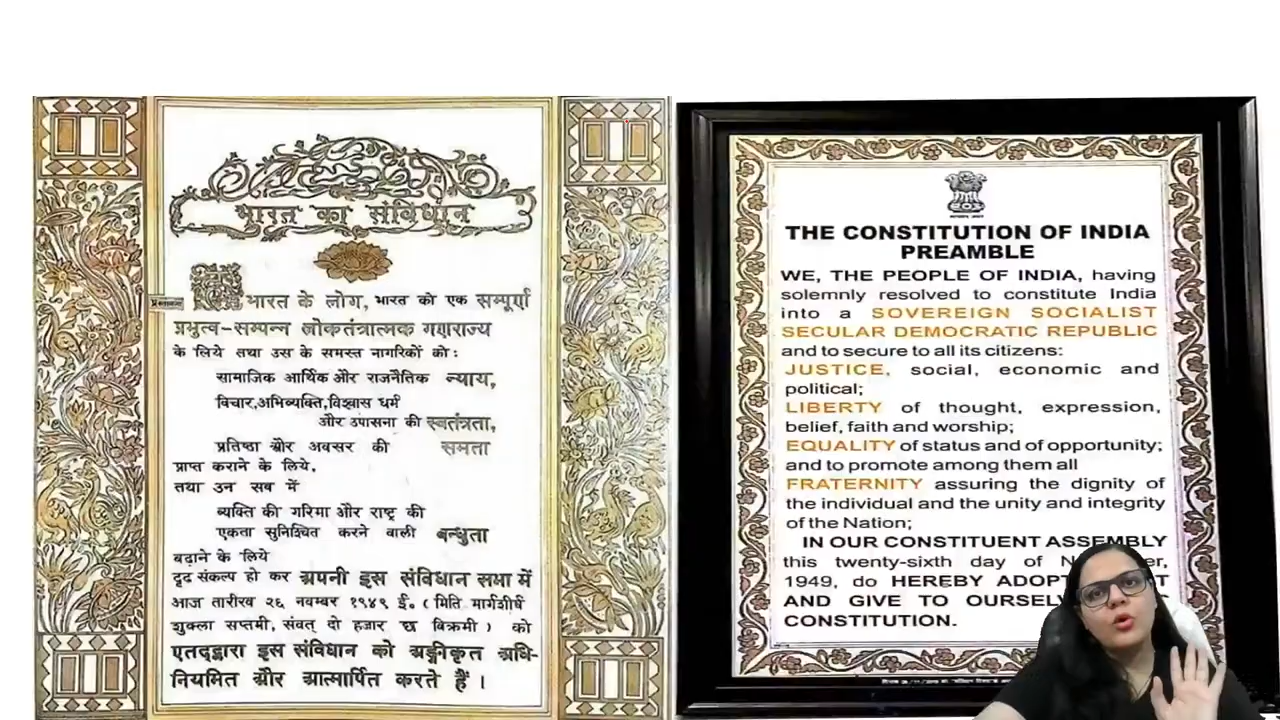 भारत का संविधान
प्रस्तावना
भारत के लोग, भारत को एक सम्पूर्ण
प्रभुत्व-सम्पन्न लोकतंत्रात्मक गणराज्य
के लिये तथा उस के समस्त नागरिकों को:
सामाजिक आर्थिक और राजनैतिक न्याय,
विचार,अभिव्यक्ति,विश्वास धर्म
और उपासना की स्वतंत्रता,
प्रतिष्ठा और अवसर की समता
प्राप्त कराने के लिये,
तथा उन सब में
व्यक्ति की गरिमा और राष्ट्र की
एकता सुनिश्चित करने वाली बन्धुता
बढ़ाने के लिये
दृढ संकल्प हो कर अपनी इस संविधान सभा में
आज तारीख २६ नवम्बर १९४९ ई० (मिति मार्गशीर्ष
शुक्ला सप्तमी, संवत् दो हजार छ विक्रमी) को
एतद्द्वारा इस संविधान को अङ्गीकृत अधि-
नियमित और आत्मार्पित करते हैं।
THE CONSTITUTION OF INDIA
PREAMBLE
WE, THE PEOPLE OF INDIA, having
solemnly resolved to constitute India
into a SOVEREIGN SOCIALIST
SECULAR DEMOCRATIC REPUBLIC
and to secure to all its citizens:
JUSTICE, social, economic and
political;
LIBERTY of thought, expression,
belief, faith and worship;
EQUALITY of status and of opportunity;
and to promote among them all
FRATERNITY assuring the dignity of
the individual and the unity and integrity
of the Nation;
IN OUR CONSTITUENT ASSEMBLY
this twenty-sixth day of
1949, do HEREBY ADOPT
AND GIVE TO
CONSTITUTION.